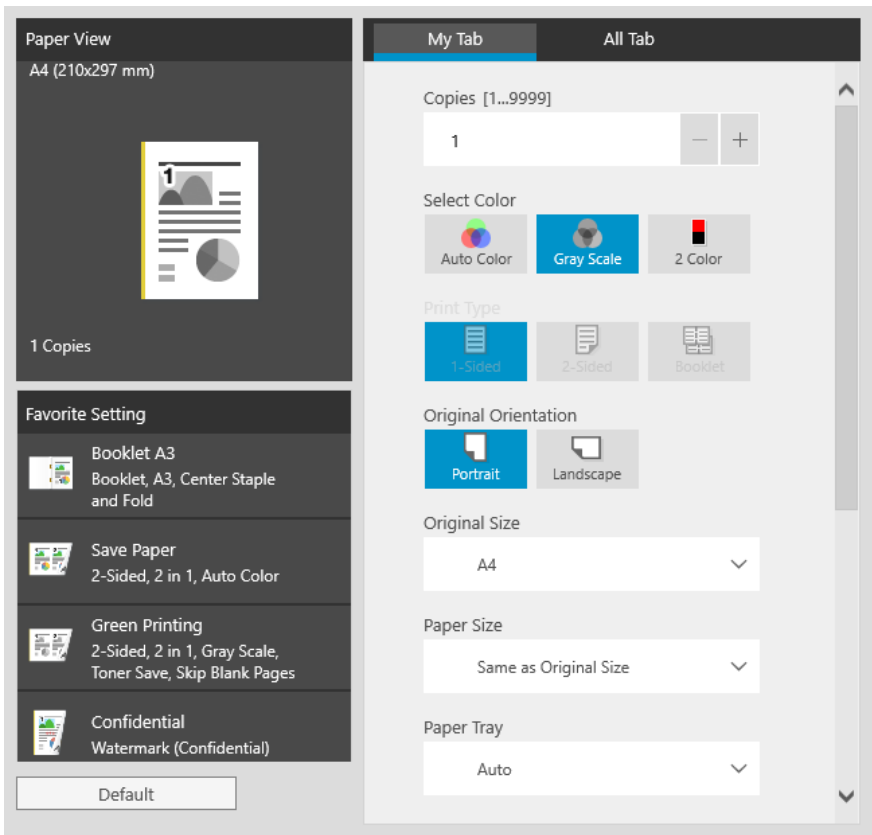 Paper View
A4 (210x297 mm)
1
1 Copies
Favorite Setting
Booklet A3
Booklet, A3, Center Staple
and Fold
Save Paper
2-Sided, 2 in 1, Auto Color
Green Printing
2-Sided, 2 in 1, Gray Scale,
Toner Save, Skip Blank Pages
Confidential
Watermark (Confidential)
Default
My Tab All Tab
Copies [1...9999]
1
Select Color
Auto Color Gray Scale 2 Color
Print Type
1-Sided 2-Sided Booklet
Original Orientation
Portrait Landscape
Original Size
A4
Paper Size
Same as Original Size
Paper Tray
Auto